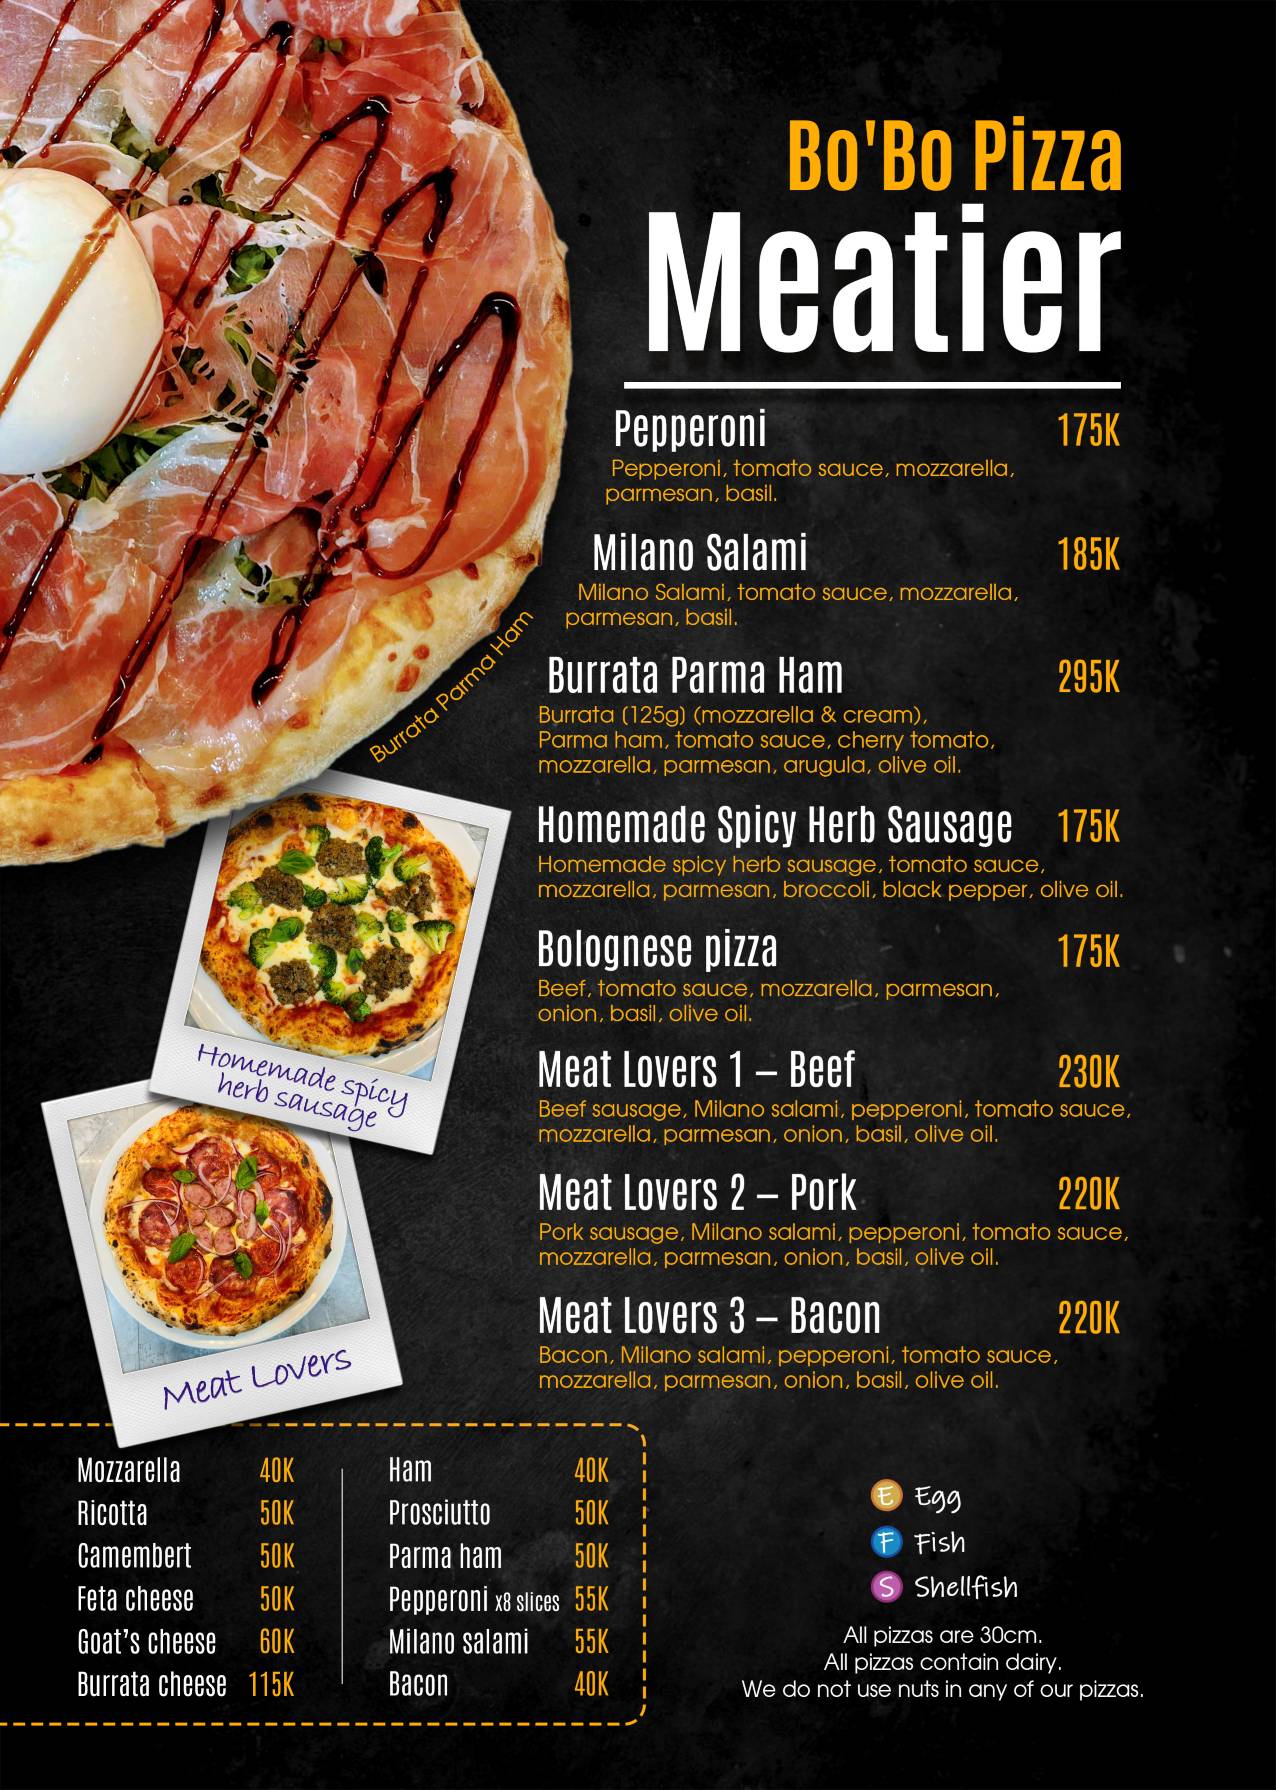 Bo'Bo Pizza
Meatier
Pepperoni 175K
Pepperoni, tomato sauce, mozzarella,
parmesan, basil.
Milano Salami 185K
Milano Salami, tomato sauce, mozzarella,
parmesan, basil.
Burrata Parma Ham 295K
Burrata (125g) (mozzarella & cream),
Parma ham, tomato sauce, cherry tomato,
mozzarella, parmesan, arugula, olive oil.
Burrata Parma Ham
Homemade Spicy Herb Sausage 175K
Homemade spicy herb sausage, tomato sauce,
mozzarella, parmesan, broccoli, black pepper, olive oil.
Bolognese pizza 175K
Beef, tomato sauce, mozzarella, parmesan,
onion, basil, olive oil.
Meat Lovers 1 – Beef 230K
Beef sausage, Milano salami, pepperoni, tomato sauce,
mozzarella, parmesan, onion, basil, olive oil.
Meat Lovers 2 – Pork 220K
Pork sausage, Milano salami, pepperoni, tomato sauce,
mozzarella, parmesan, onion, basil, olive oil.
Meat Lovers 3 – Bacon 220K
Bacon, Milano salami, pepperoni, tomato sauce,
mozzarella, parmesan, onion, basil, olive oil.
Homemade spicy
herb sausage
Meat Lovers
Mozzarella 40K
Ricotta 50K
Camembert 50K
Feta cheese 50K
Goat's cheese 60K
Burrata cheese 115K
Ham 40K
Prosciutto 50K
Parma ham 50K
Pepperoni x8 slices 55K
Milano salami 55K
Bacon 40K
E Egg
F Fish
S Shellfish
All pizzas are 30cm.
All pizzas contain dairy.
We do not use nuts in any of our pizzas.